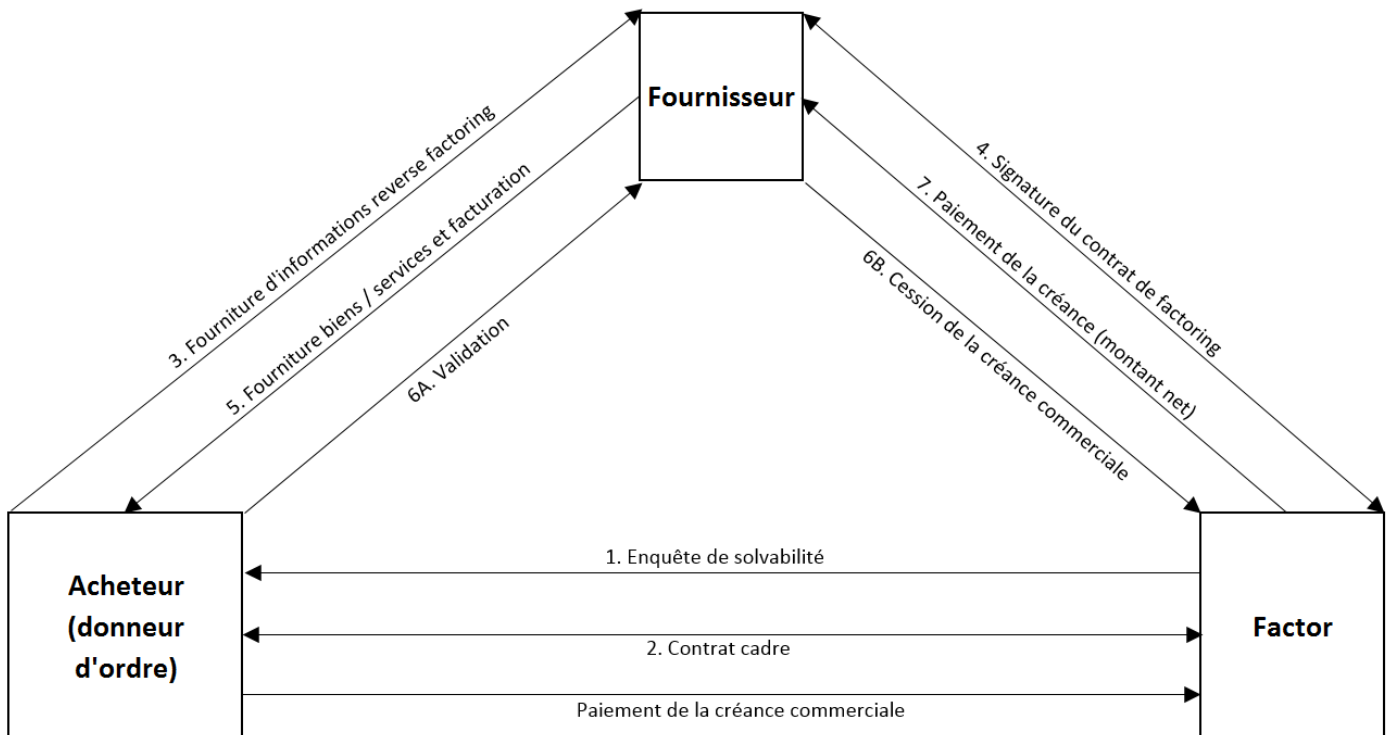 Fournisseur
3. Fourniture d'informations reverse factoring
5. Fourniture biens / services et facturation
6A. Validation
4. Signature du contrat de factoring
7. Paiement de la créance (montant net)
6B. Cession de la créance commerciale
Acheteur
(donneur
d'ordre)
1. Enquête de solvabilité
2. Contrat cadre
Paiement de la créance commerciale
Factor